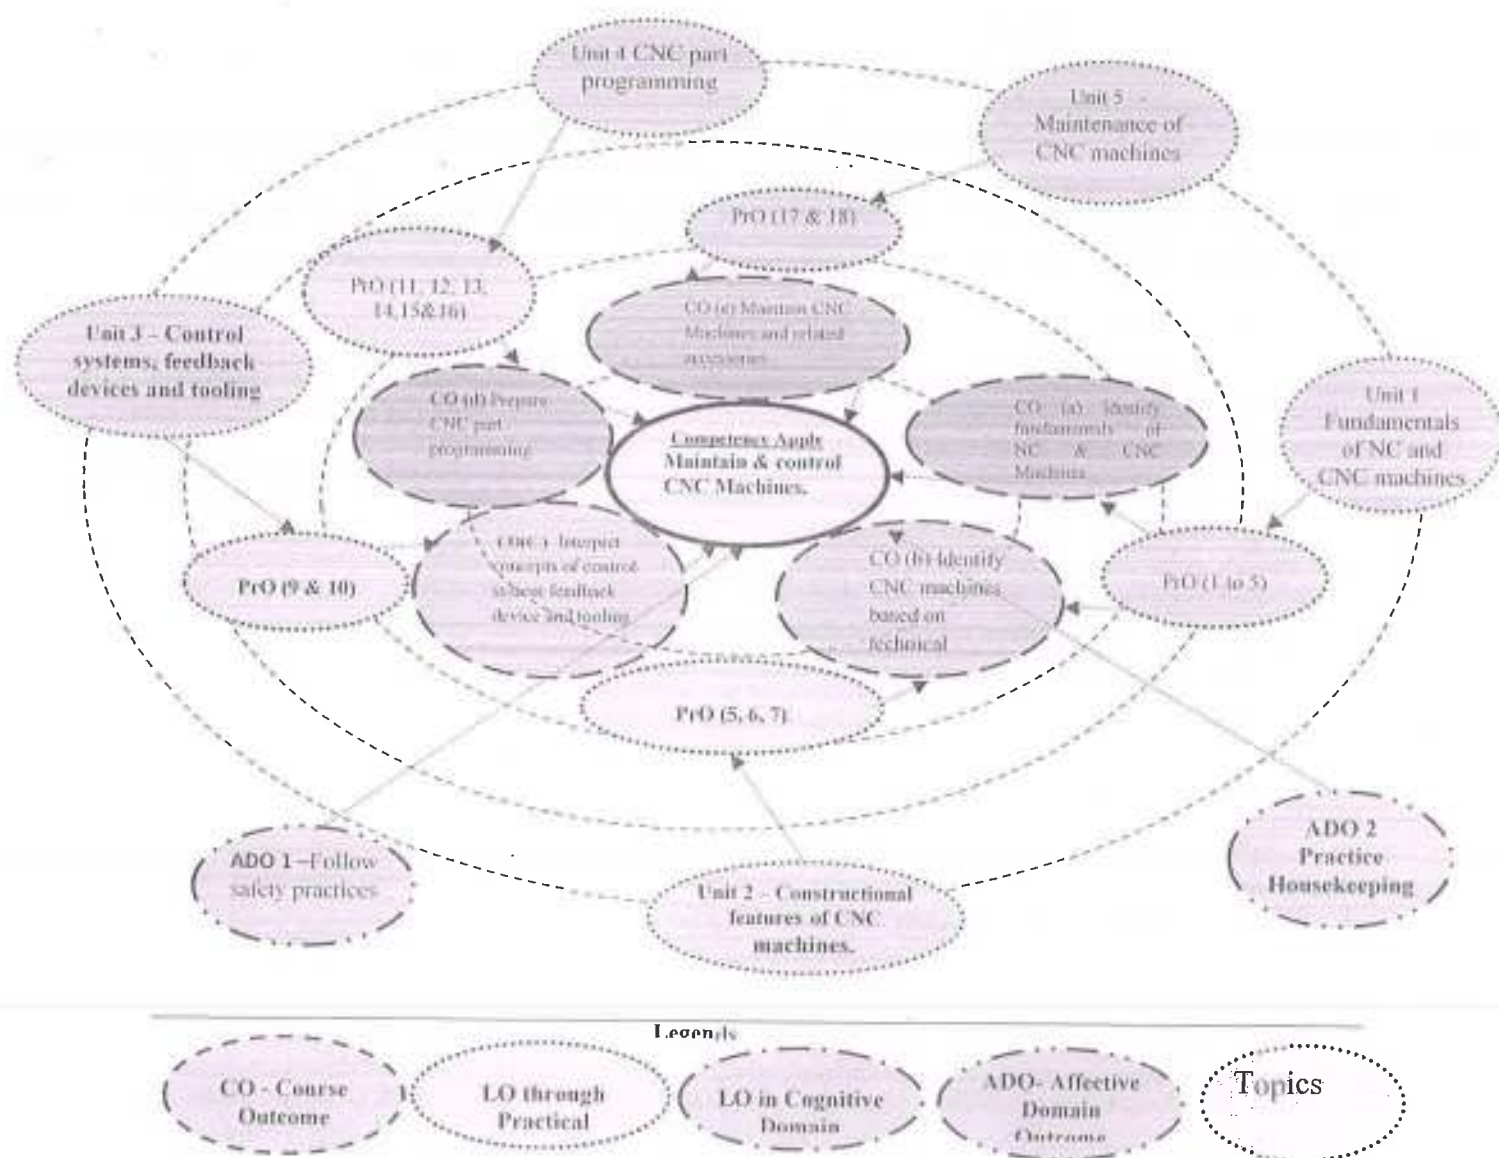 Unit 4 CNC part
programming
Unit 5 -
Maintenance of
CNC machines
PrO (17 & 18)
PrO (11, 12, 13,
14,15&16)
Unit 3 - Control
systems, feedback
devices and tooling
CO (e) Maintain CNC
Machines and related
accessories
CO (d) Prepare
CNC part
programming
Competency Apply
Maintain & control
CNC Machines.
CO (a) Identify
fundamentals of
NC & CNC
Machine
Unit 1
Fundamentals
of NC and
CNC machines
PrO (9 & 10)
Interpret
concepts of control
feedback
device and tooling
CO (b) Identify
CNC machines
based on
technical
PrO (1 to 5)
PrO (5, 6, 7)
ADO 1 –Follow
safety practices
Unit 2 - Constructional
features of CNC
machines.
ADO 2
Practice
Housekeeping
Legends
CO - Course
Outcome
LO through
Practical
LO in Cognitive
Domain
ADO- Affective
Domain
Outcome
Topics